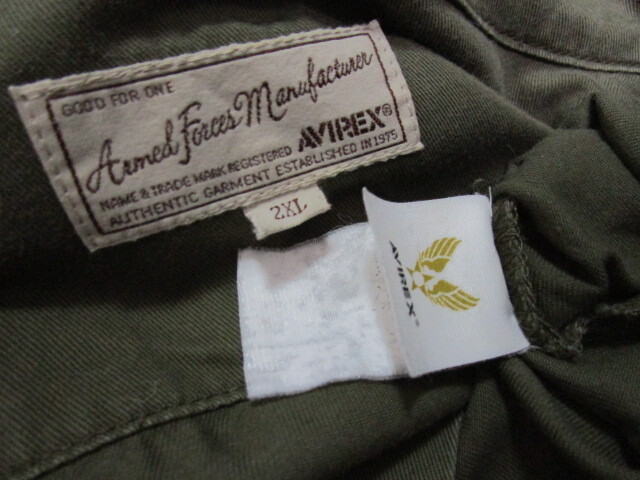 GOOD FOR ONE
Armed Forces Manufacturer
AVIREX®
NAME & TRADE MARK REGISTERED
AUTHENTIC GARMENT ESTABLISHED IN 1975
2XL
AVIREX®